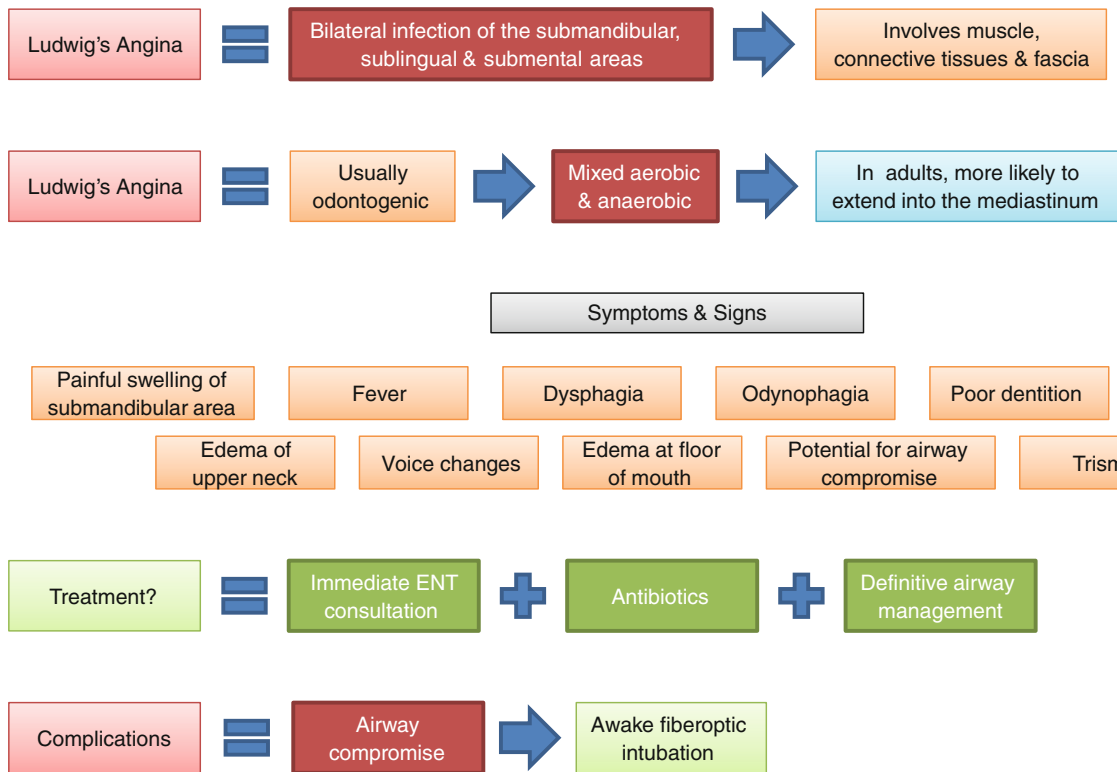 Ludwig's Angina
Bilateral infection of the submandibular,
sublingual & submental areas
Involves muscle,
connective tissues & fascia
Ludwig's Angina
Usually
odontogenic
Mixed aerobic
& anaerobic
In adults, more likely to
extend into the mediastinum
Symptoms & Signs
Painful swelling of
submandibular area
Fever
Dysphagia
Odynophagia
Poor dentition
Edema of
upper neck
Voice changes
Edema at floor
of mouth
Potential for airway
compromise
Treatment?
Immediate ENT
consultation
Antibiotics
Definitive airway
management
Complications
Airway
compromise
Awake fiberoptic
intubation